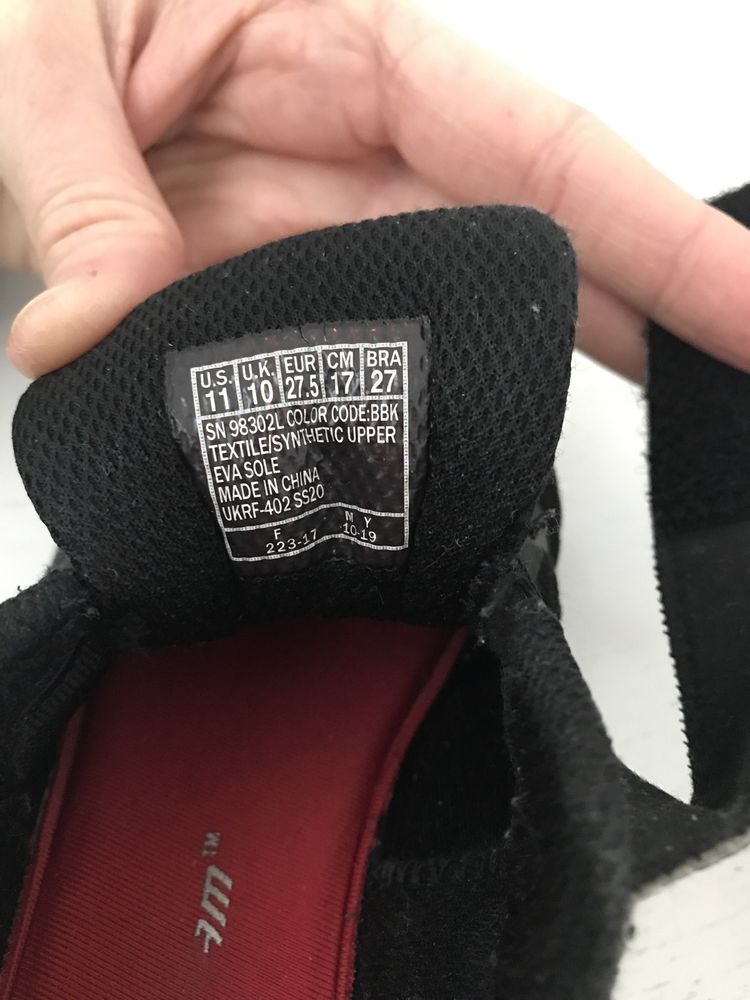 U.S. U.K. EUR CM BRA
11 10 27.5 17 27
SN 98302L COLOR CODE:BBK
TEXTILE/SYNTHETIC UPPER
EVA SOLE
MADE IN CHINA
UKRF-402 SS20
F M Y
223-17 10-19
TM